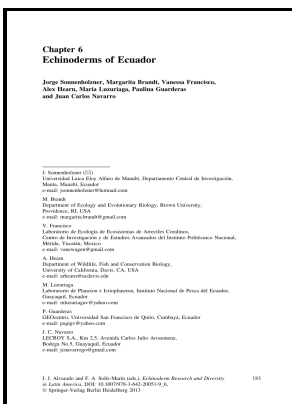 Chapter 6
Echinoderms of Ecuador
Jorge Sonnenholzner, Margarita Brandt, Vanessa Francisco,
Alex Hearn, María Luzuriaga, Paulina Guarderas
and Juan Carlos Navarro
J. Sonnenholzner (✉)
Universidad Laica Eloy Alfaro de Manabí, Departamento Central de Investigación,
Manta, Manabí, Ecuador
e-mail: jsonnenholzner@hotmail.com
M. Brandt
Department of Ecology and Evolutionary Biology, Brown University,
Providence, RI, USA
e-mail: margarita.brandt@gmail.com
V. Francisco
Laboratorio de Ecología de Ecosistemas de Arrecifes Coralinos,
Centro de Investigación y de Estudios Avanzados del Instituto Politécnico Nacional,
Mérida, Yucatán, Mexico
e-mail: vanewagen@gmail.com
A. Hearn
Department of Wildlife, Fish and Conservation Biology,
University of California, Davis, CA, USA
e-mail: arhearn@ucdavis.edu
M. Luzuriaga
Laboratorio de Plancton e Ictioplancton, Instituto Nacional de Pesca del Ecuador,
Guayaquil, Ecuador
e-mail: mluzuriagav@yahoo.com
P. Guarderas
GEOcentro, Universidad San Francisco de Quito, Cumbayá, Ecuador
e-mail: pagigv@yahoo.com
J. C. Navarro
LECROY S.A., Km 2.5, Avenida Carlos Julio Arosemena,
Bodega No.5, Guayaquil, Ecuador
e-mail: jcnavarrogo@gmail.com
J. J. Alvarado and F. A. Solís-Marín (eds.), Echinoderm Research and Diversity 183
in Latin America, DOI: 10.1007/978-3-642-20051-9_6,
© Springer-Verlag Berlin Heidelberg 2013